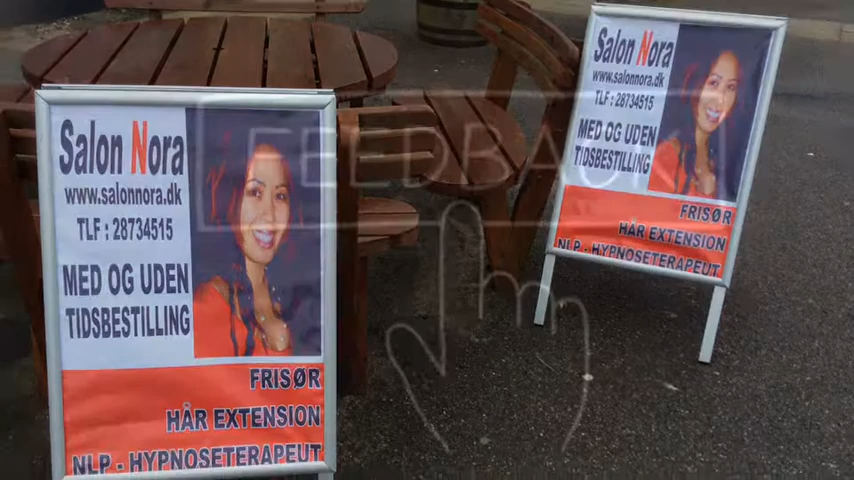 Salon Nora
www.salonnora.dk
TLF : 28734515
MED OG UDEN
TIDSBESTILLING
FRISØR
HÅR EXTENSION
NLP - HYPNOSETERAPEUT
Salon Nora
www.salonnora.dk
TLF : 28734515
MED OG UDEN
TIDSBESTILLING
FRISØR
HÅR EXTENSION
NLP - HYPNOSETERAPEUT
FEEDBA